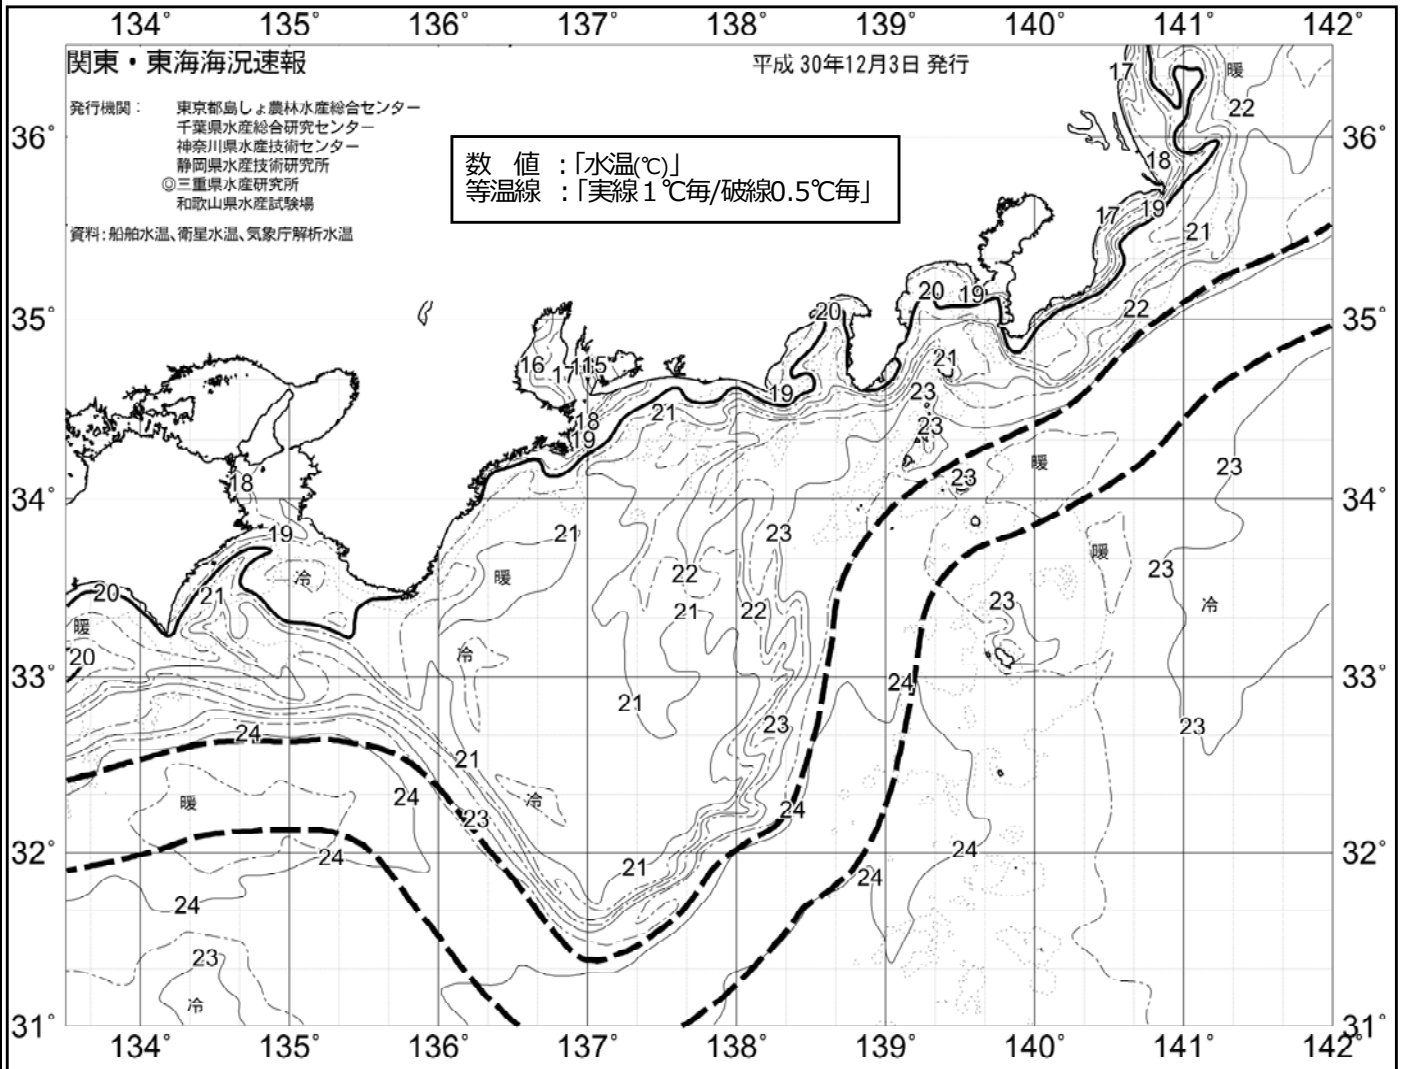 134° 135° 136° 137° 138° 139° 140° 141° 142°
関東・東海海況速報
平成 30年12月3日 発行
発行機関： 東京都島しょ農林水産総合センター
千葉県水産総合研究センター
神奈川県水産技術センター
静岡県水産技術研究所
◎三重県水産研究所
和歌山県水産試験場
資料:船舶水温、衛星水温、気象庁解析水温
数 値 ：「水温(℃)」
等温線 ：「実線１℃毎/破線0.5℃毎」
17 暖
22
36° 36°
18
17 19
21
20 19
22
35° 20 35°
16 17 15
21
19 23
18 21
19 23
暖 23
18 23
34° 34°
19 21 23
暖
冷 暖 22 23
20 21 21 22 23 冷
暖
20 冷
33° 24 33°
21
23 23
24
21
暖 24 冷 24
23
32° 24 21 24 32°
24
24
23
冷
31° 31°
134° 135° 136° 137° 138° 139° 140° 141° 142°